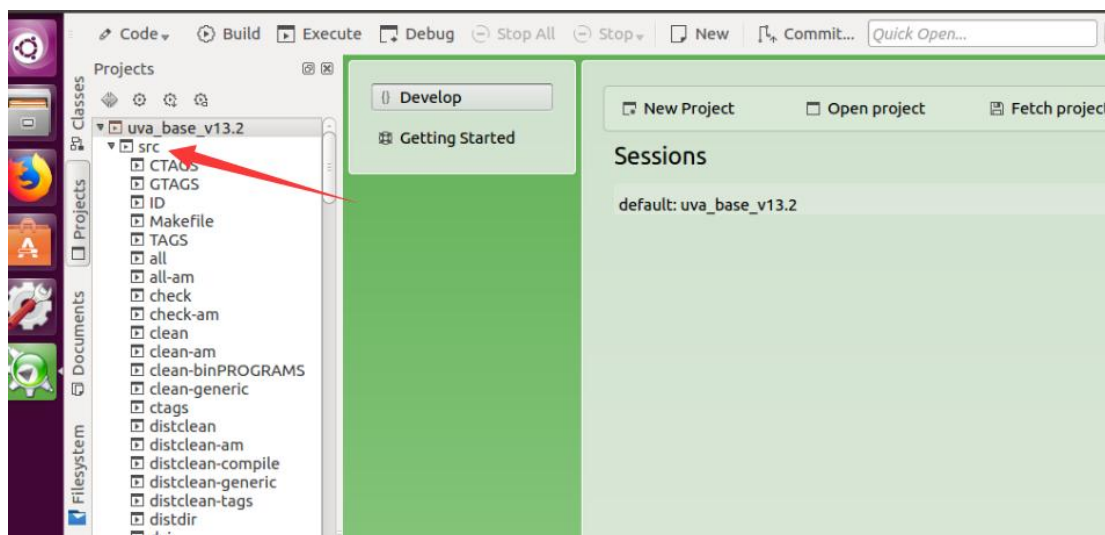 Code Build Execute Debug Stop All Stop New Commit... Quick Open...
Projects
Classes
Projects
Documents
Filesystem
uva_base_v13.2
src
CTAGS
GTAGS
ID
Makefile
TAGS
all
all-am
check
check-am
clean
clean-am
clean-binPROGRAMS
clean-generic
ctags
distclean
distclean-am
distclean-compile
distclean-generic
distclean-tags
distdir
Develop
Getting Started
New Project Open project Fetch project
Sessions
default: uva_base_v13.2